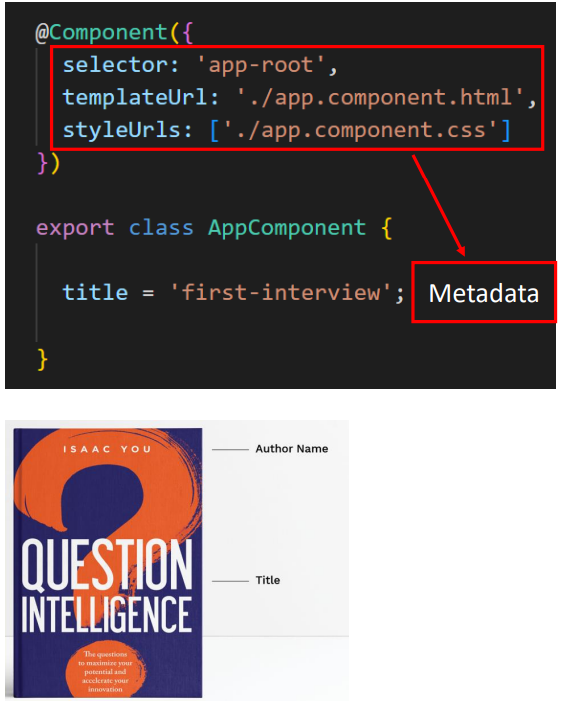 @Component({
selector: 'app-root',
templateUrl: './app.component.html',
styleUrls: ['./app.component.css']
})
export class AppComponent {
title = 'first-interview';
Metadata
}
ISAAC YOU
Author Name
QUESTION
Title
INTELLIGENCE
The questions
to maximize your
potential and
accelerate your
innovation